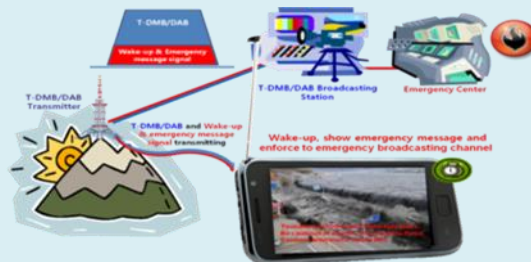 T-DMB/DAB
Wake-up & Emergency
message signal
T-DMB/DAB
Transmitter
T-DMB/DAB Broadcasting
Station
Emergency Center
T-DMB/DAB and Wake-up
& emergency message
signal transmitting
Wake-up, show emergency message and
enforce to emergency broadcasting channel